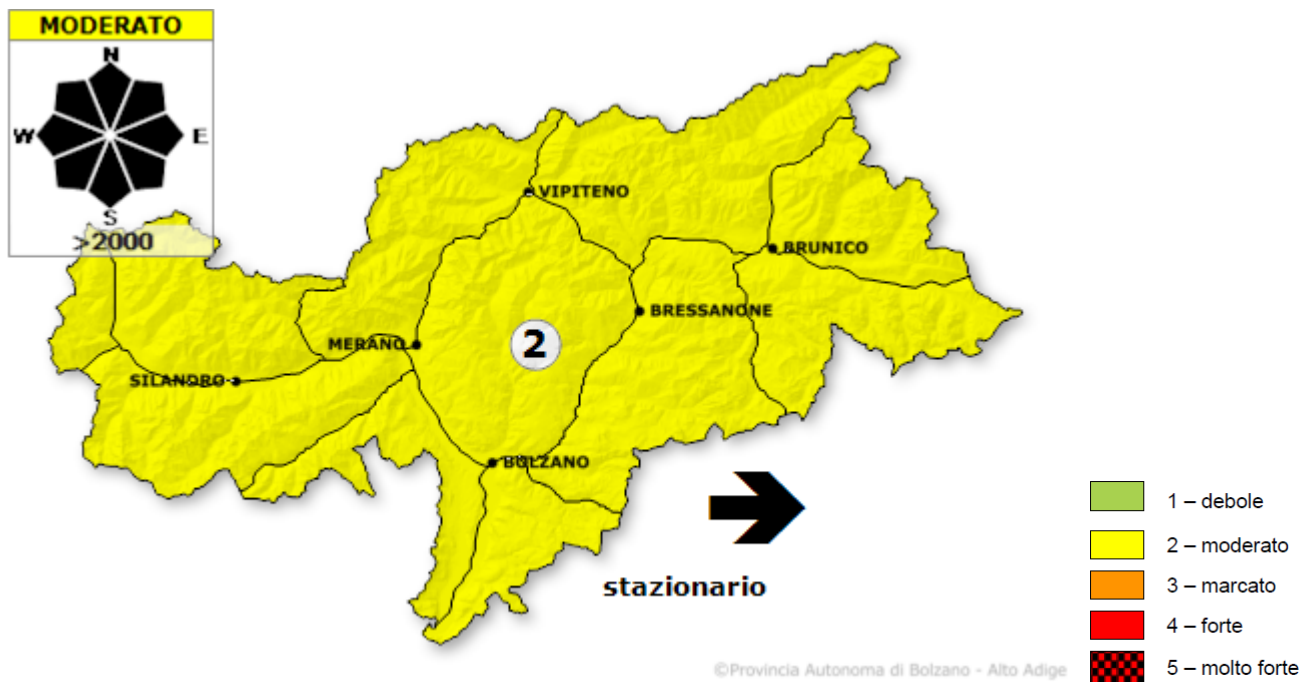 MODERATO
N
W E
S
>2000
VIPITENO
BRUNICO
BRESSANONE
MERANO
2
SILANDRO
BOLZANO
stazionario
1 – debole
2 – moderato
3 – marcato
4 – forte
5 – molto forte
©Provincia Autonoma di Bolzano - Alto Adige